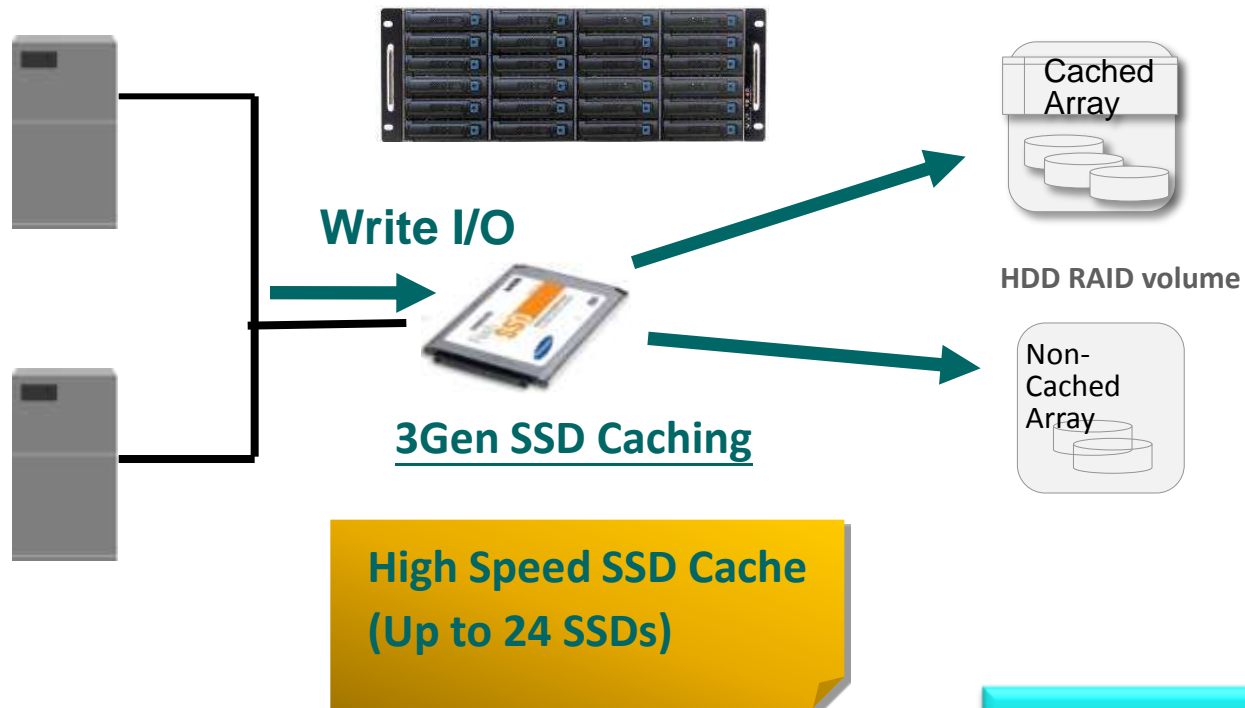 Cached
Array
Write I/O
HDD RAID volume
SSD
Non-
Cached
Array
3Gen SSD Caching
High Speed SSD Cache
(Up to 24 SSDs)